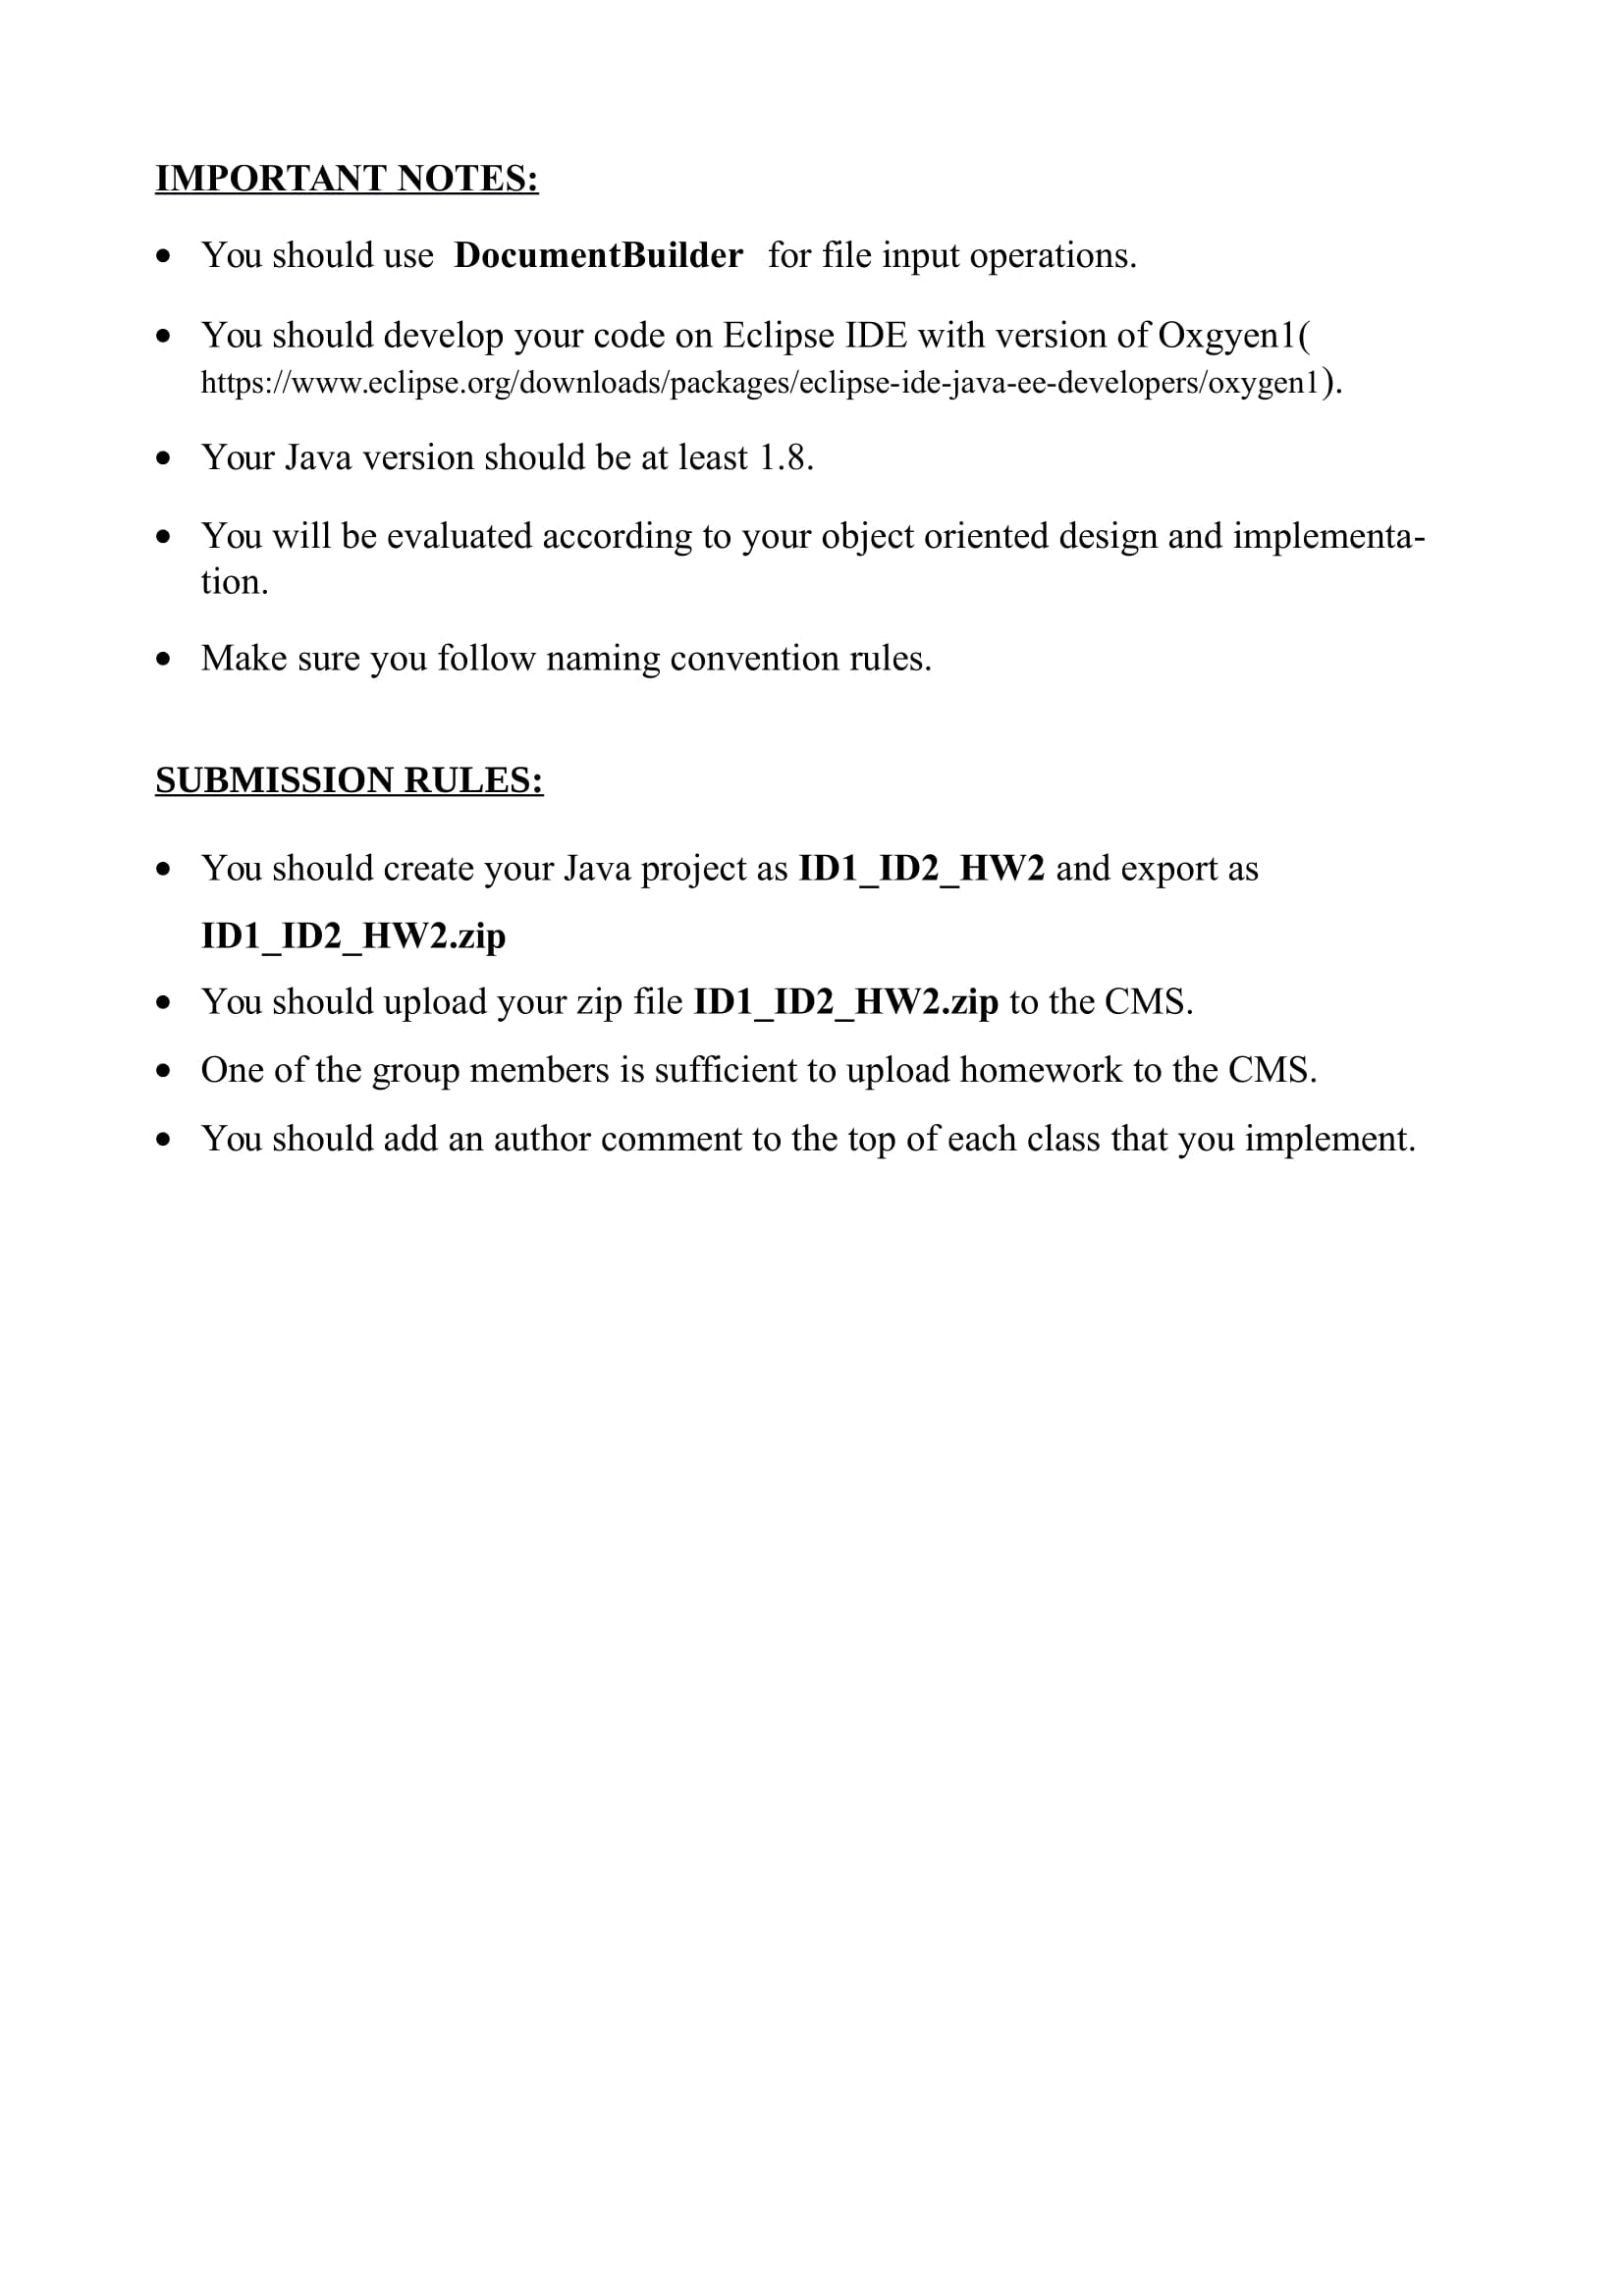 IMPORTANT NOTES:
• You should use DocumentBuilder for file input operations.
• You should develop your code on Eclipse IDE with version of Oxgyen1(
https://www.eclipse.org/downloads/packages/eclipse-ide-java-ee-developers/oxygen1).
• Your Java version should be at least 1.8.
• You will be evaluated according to your object oriented design and implementa-
tion.
• Make sure you follow naming convention rules.
SUBMISSION RULES:
• You should create your Java project as ID1_ID2_HW2 and export as
ID1_ID2_HW2.zip
• You should upload your zip file ID1_ID2_HW2.zip to the CMS.
• One of the group members is sufficient to upload homework to the CMS.
• You should add an author comment to the top of each class that you implement.